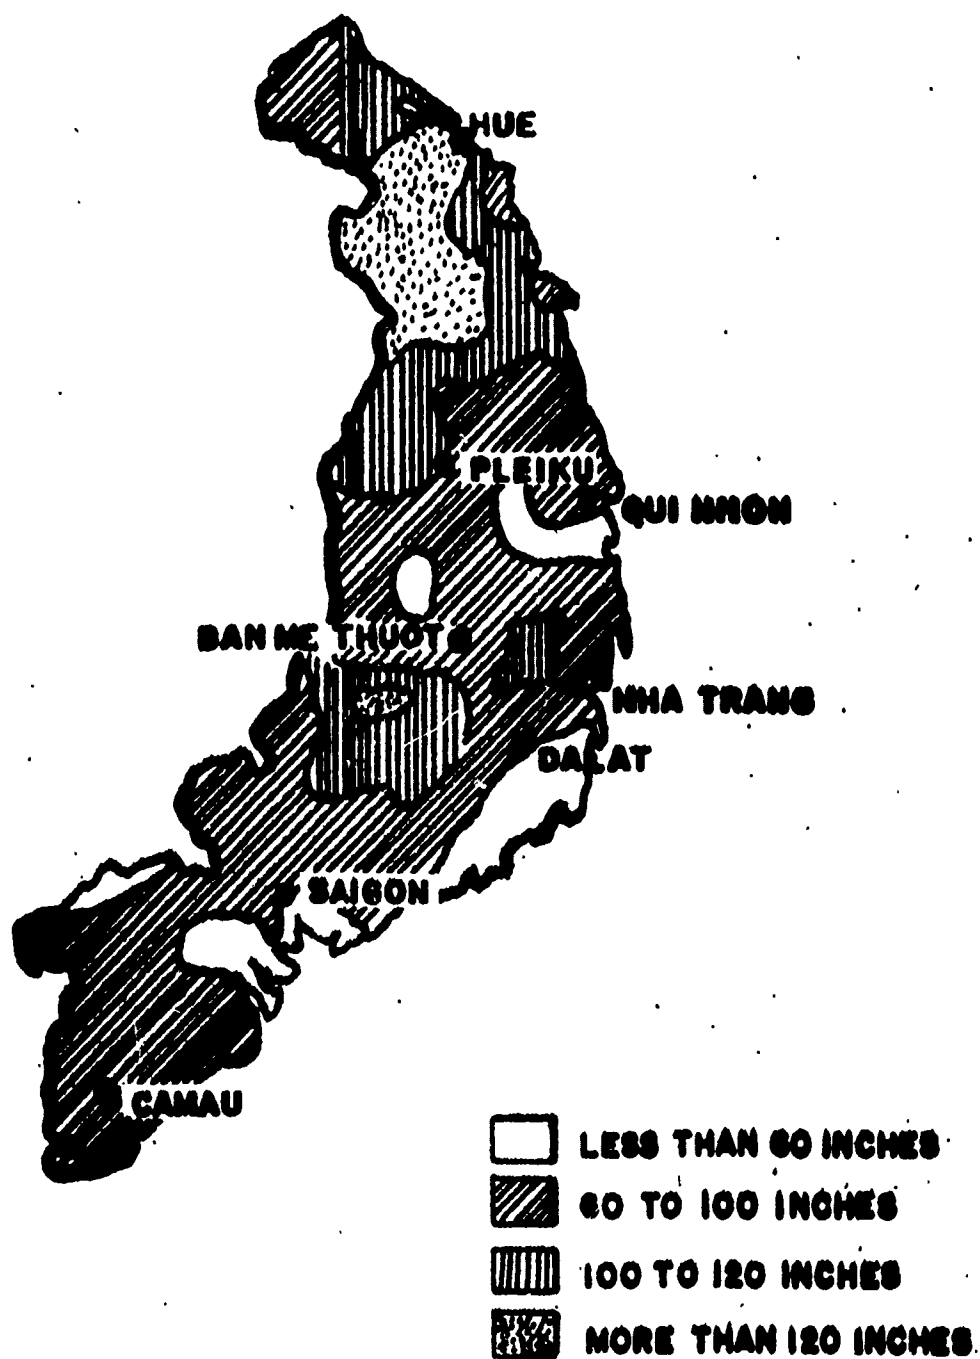 HUE
PLEIKU
QUI NHON
BAN ME THUOT
NHA TRANG
DALAT
SAIGON
CAMAU
LESS THAN 60 INCHES
60 TO 100 INCHES
100 TO 120 INCHES
MORE THAN 120 INCHES